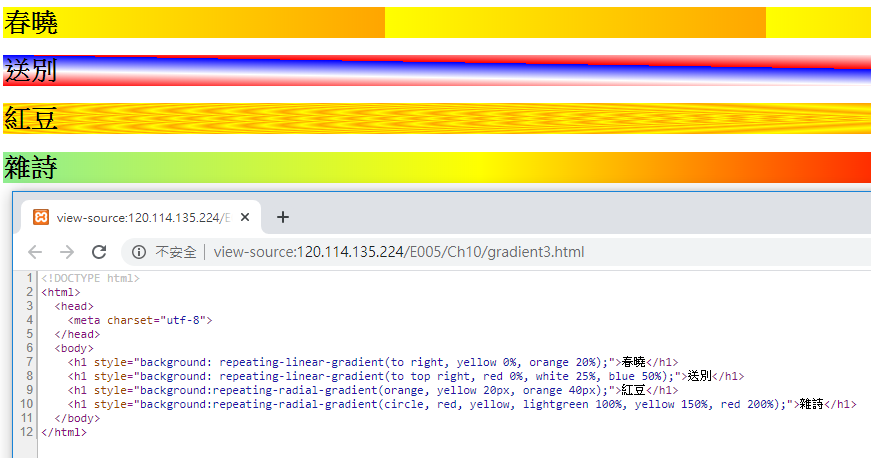 春曉
送別
紅豆
雜詩
view-source:120.114.135.224/E
不安全 view-source:120.114.135.224/E005/Ch10/gradient3.html
1 <!DOCTYPE html>
2 <html>
3 <head>
4 <meta charset="utf-8">
5 </head>
6 <body>
7 <h1 style="background: repeating-linear-gradient(to right, yellow 0%, orange 20%);">春曉</h1>
8 <h1 style="background: repeating-linear-gradient(to top right, red 0%, white 25%, blue 50%);">送別</h1>
9 <h1 style="background:repeating-radial-gradient(orange, yellow 20px, orange 40px);">紅豆</h1>
10 <h1 style="background:repeating-radial-gradient(circle, red, yellow, lightgreen 100%, yellow 150%, red 200%);">雜詩</h1>
11 </body>
12 </html>